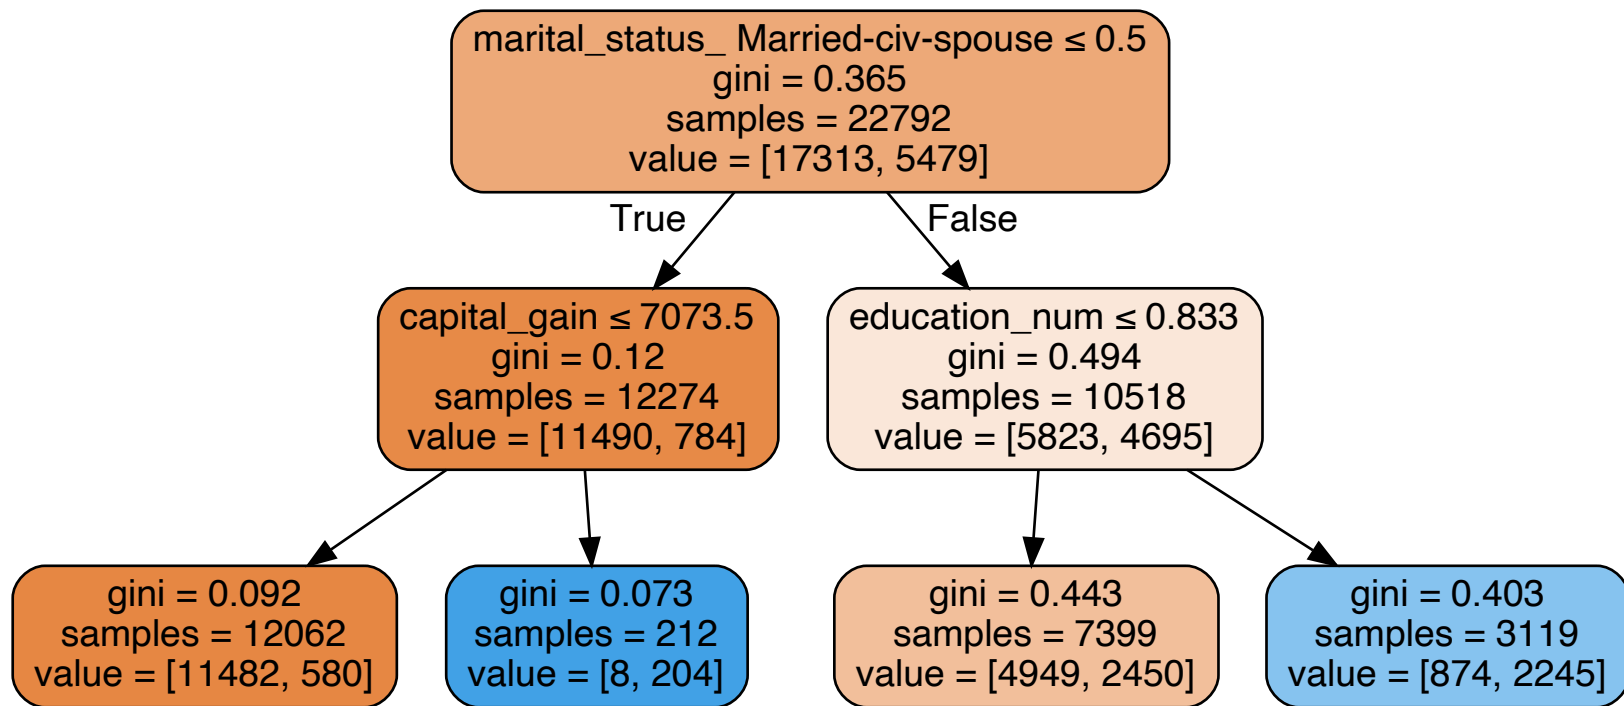 marital_status_ Married-civ-spouse ≤ 0.5
gini = 0.365
samples = 22792
value = [17313, 5479]
True
False
capital_gain ≤ 7073.5
gini = 0.12
samples = 12274
value = [11490, 784]
education_num ≤ 0.833
gini = 0.494
samples = 10518
value = [5823, 4695]
gini = 0.092
samples = 12062
value = [11482, 580]
gini = 0.073
samples = 212
value = [8, 204]
gini = 0.443
samples = 7399
value = [4949, 2450]
gini = 0.403
samples = 3119
value = [874, 2245]